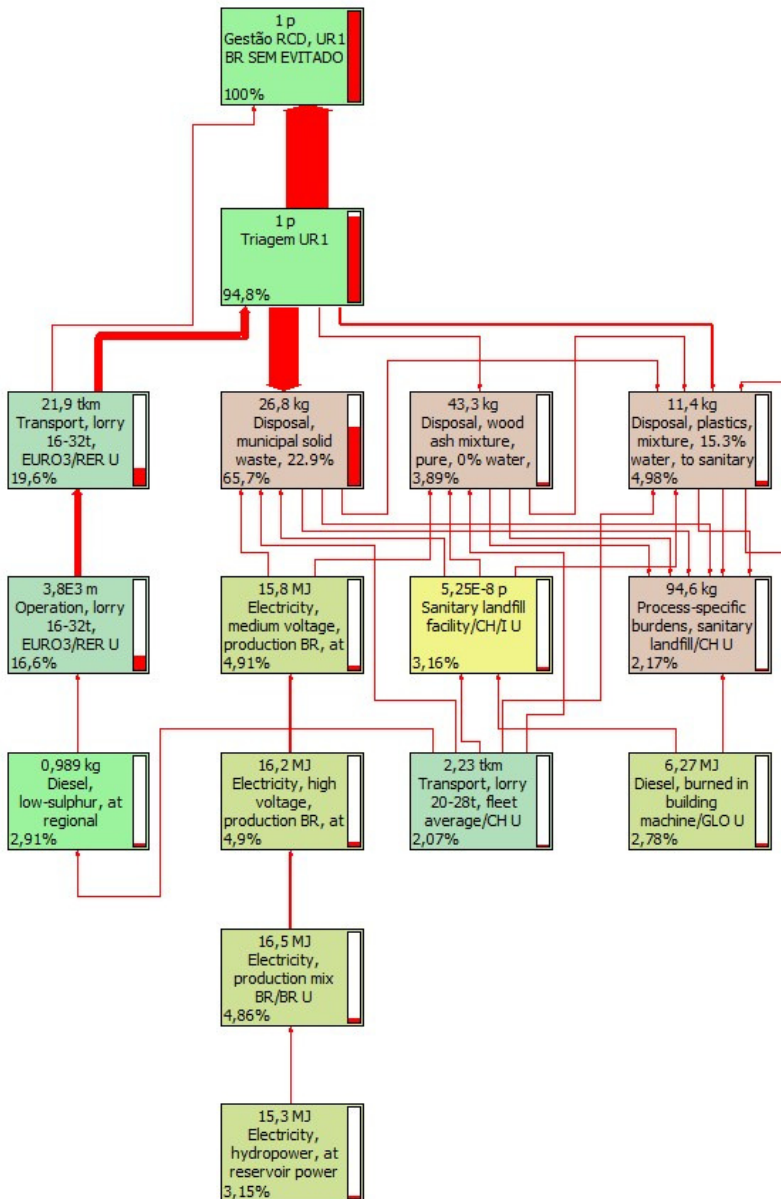 1 p
Gestão RCD, UR1
BR SEM EVITADO
100%
1 p
Triagem UR1
94,8%
21,9 tkm
Transport, lorry
16-32t,
EURO3/RER U
19,6%
26,8 kg
Disposal,
municipal solid
waste, 22.9%
65,7%
43,3 kg
Disposal, wood
ash mixture,
pure, 0% water,
3,89%
11,4 kg
Disposal, plastics,
mixture, 15.3%
water, to sanitary
4,98%
3,8E3 m
Operation, lorry
16-32t,
EURO3/RER U
16,6%
15,8 MJ
Electricity,
medium voltage,
production BR, at
4,91%
5,25E-8 p
Sanitary landfill
facility/CH/I U
3,16%
94,6 kg
Process-specific
burdens, sanitary
landfill/CH U
2,17%
0,989 kg
Diesel,
low-sulphur, at
regional
2,91%
16,2 MJ
Electricity, high
voltage,
production BR, at
4,9%
2,23 tkm
Transport, lorry
20-28t, fleet
average/CH U
2,07%
6,27 MJ
Diesel, burned in
building
machine/GLO U
2,78%
16,5 MJ
Electricity,
production mix
BR/BR U
4,86%
15,3 MJ
Electricity,
hydropower, at
reservoir power
3,15%